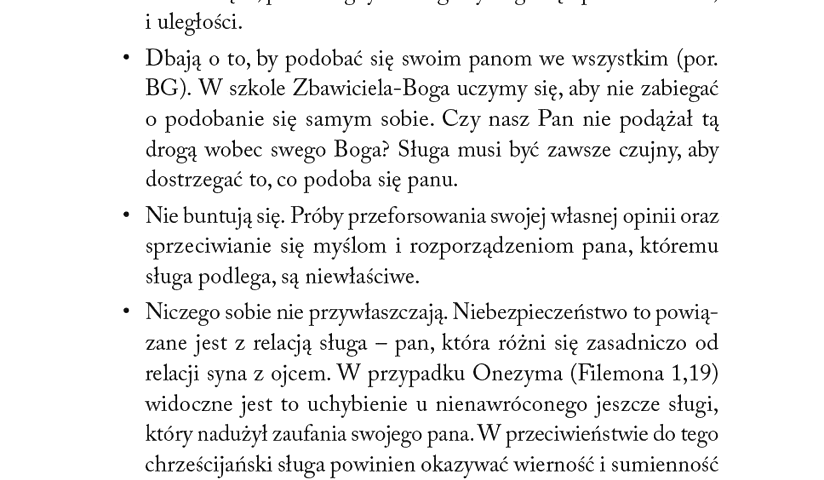 i uległości.
• Dbają o to, by podobać się swoim panom we wszystkim (por.
BG). W szkole Zbawiciela-Boga uczymy się, aby nie zabiegać
o podobanie się samym sobie. Czy nasz Pan nie podążał tą
drogą wobec swego Boga? Sługa musi być zawsze czujny, aby
dostrzegać to, co podoba się panu.
• Nie buntują się. Próby przeforsowania swojej własnej opinii oraz
sprzeciwianie się myślom i rozporządzeniom pana, któremu
sługa podlega, są niewłaściwe.
• Niczego sobie nie przywłaszczają. Niebezpieczeństwo to powią-
zane jest z relacją sługa – pan, która różni się zasadniczo od
relacji syna z ojcem. W przypadku Onezyma (Filemona 1,19)
widoczne jest to uchybienie u nienawróconego jeszcze sługi,
który nadużył zaufania swojego pana. W przeciwieństwie do tego
chrześcijański sługa powinien okazywać wierność i sumienność